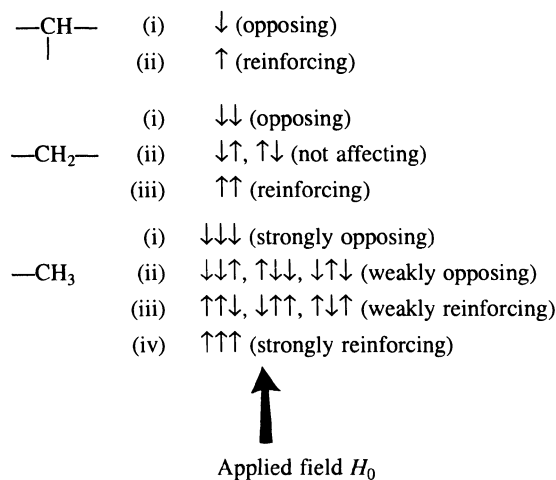 —CH— (i) ↓ (opposing)
(ii) ↑ (reinforcing)
(i) ↓↓ (opposing)
—CH₂— (ii) ↓↑, ↑↓ (not affecting)
(iii) ↑↑ (reinforcing)
(i) ↓↓↓ (strongly opposing)
—CH₃ (ii) ↓↓↑, ↑↓↓, ↓↑↓ (weakly opposing)
(iii) ↑↑↓, ↓↑↑, ↑↓↑ (weakly reinforcing)
(iv) ↑↑↑ (strongly reinforcing)
Applied field H₀